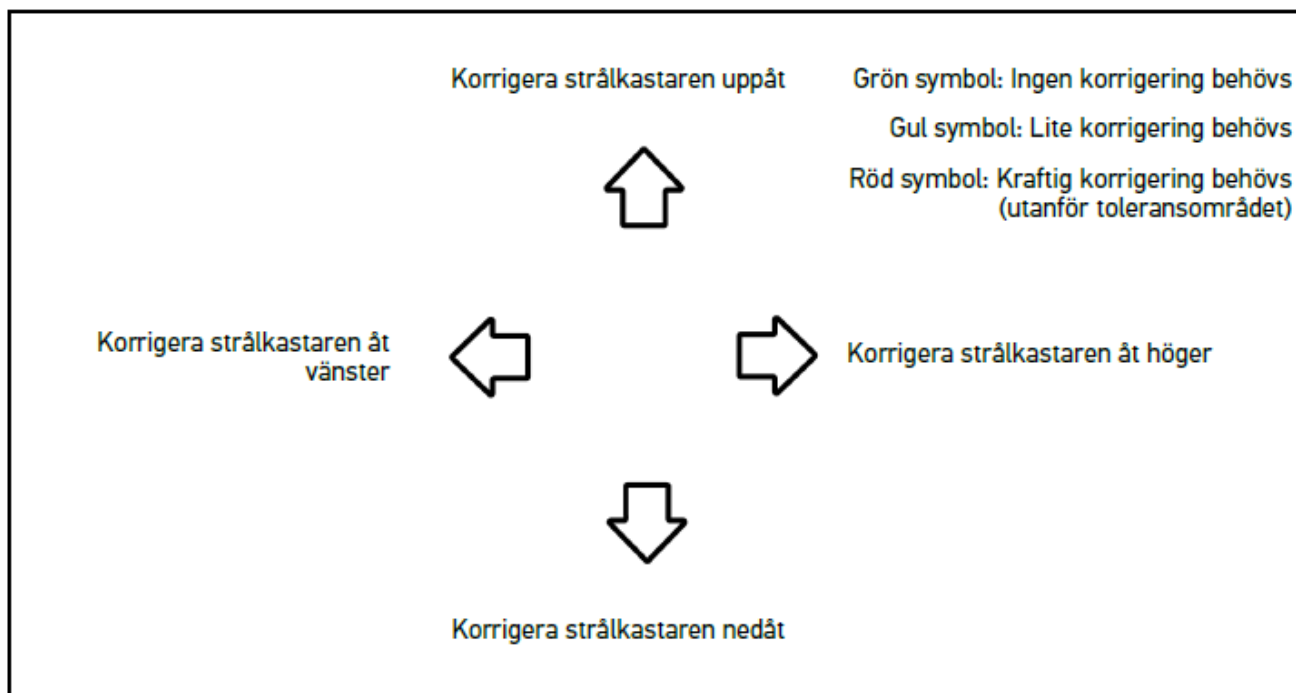 Korrigera strålkastaren uppåt
Grön symbol: Ingen korrigering behövs
Gul symbol: Lite korrigering behövs
Röd symbol: Kraftig korrigering behövs
(utanför toleransområdet)
Korrigera strålkastaren åt
vänster
Korrigera strålkastaren åt höger
Korrigera strålkastaren nedåt